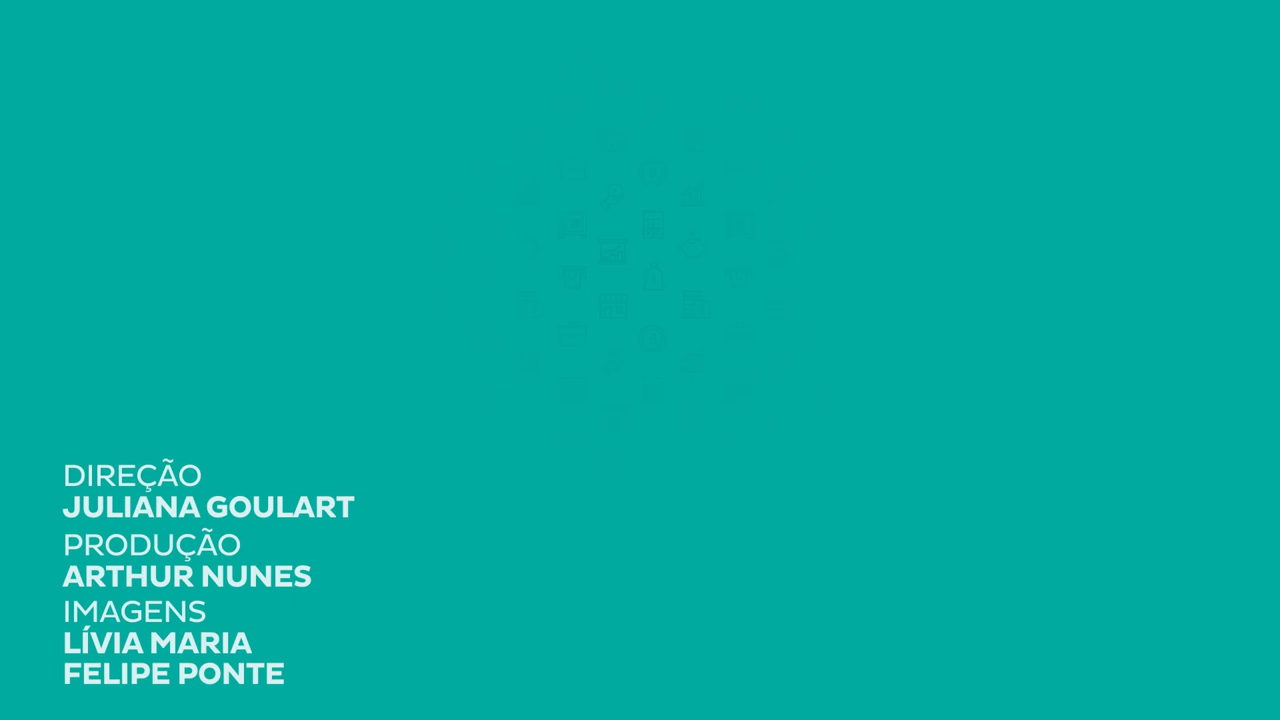 DIREÇÃO
JULIANA GOULART
PRODUÇÃO
ARTHUR NUNES
IMAGENS
LÍVIA MARIA
FELIPE PONTE